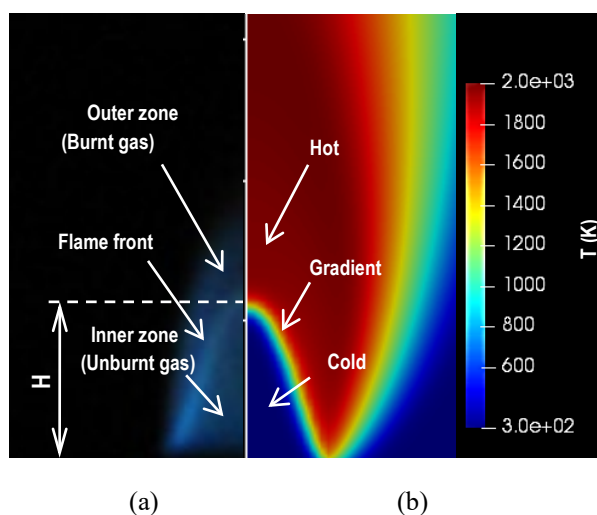 Outer zone
(Burnt gas)
Flame front
Inner zone
(Unburnt gas)
H
Hot
Gradient
Cold
2.0e+03
1800
1600
1400
1200
1000
800
600
3.0e+02
T (K)
(a)
(b)